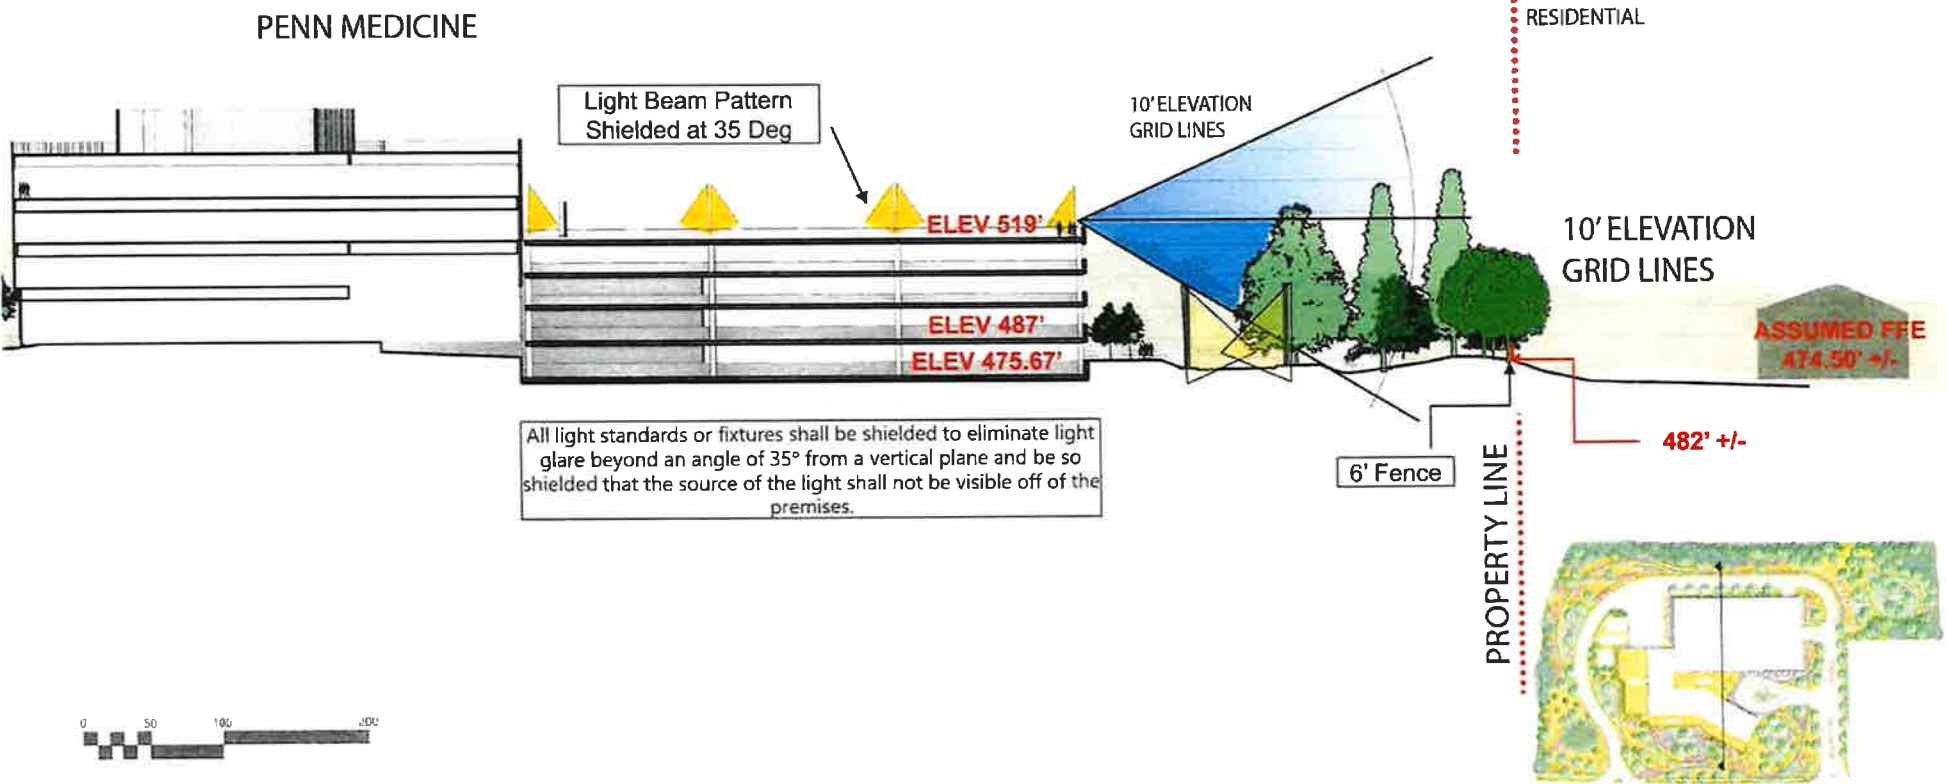 PENN MEDICINE
RESIDENTIAL
Light Beam Pattern
Shielded at 35 Deg
10' ELEVATION
GRID LINES
ELEV 519'
10' ELEVATION
GRID LINES
ELEV 487'
ELEV 475.67'
ASSUMED FFE
474.50' +/-
All light standards or fixtures shall be shielded to eliminate light
glare beyond an angle of 35° from a vertical plane and be so
shielded that the source of the light shall not be visible off of the
premises.
6' Fence
482' +/-
PROPERTY LINE
0 50 100 200